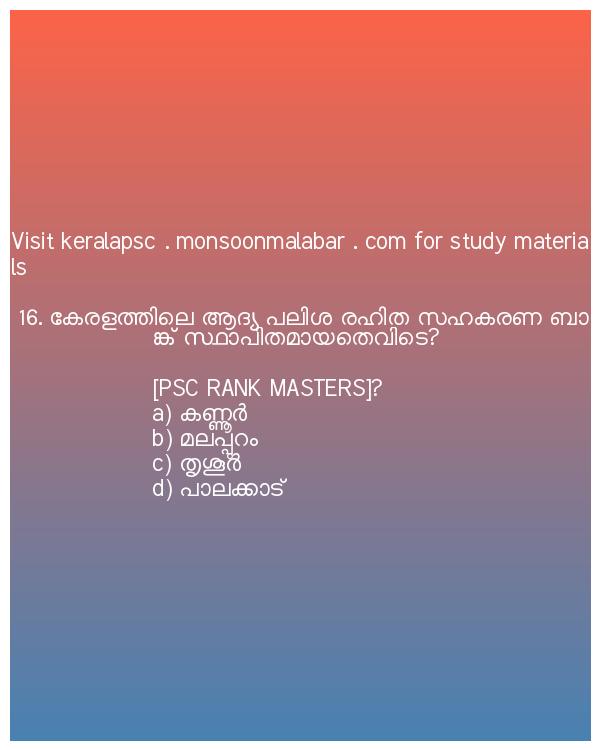 Visit keralapsc . monsoonmalabar . com for study materia
ls
16. കേരളത്തിലെ ആദ്യ പലിശ രഹിത സഹകരണ ബാ
ങ്ക് സ്ഥാപിതമായതെവിടെ?
[PSC RANK MASTERS]?
a) കണ്ണൂർ
b) മലപ്പുറം
c) തൃശൂർ
d) പാലക്കാട്